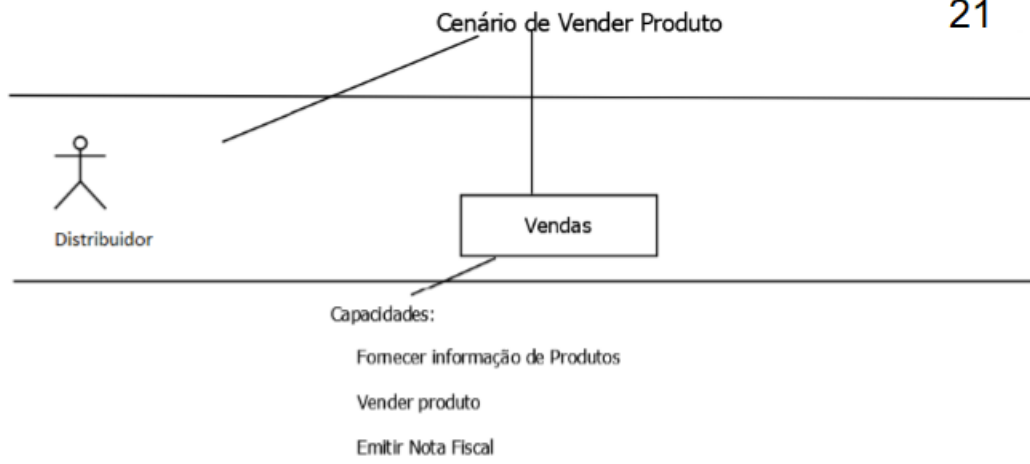 Cenário de Vender Produto
21
Distribuidor
Vendas
Capacidades:
Fornecer informação de Produtos
Vender produto
Emitir Nota Fiscal